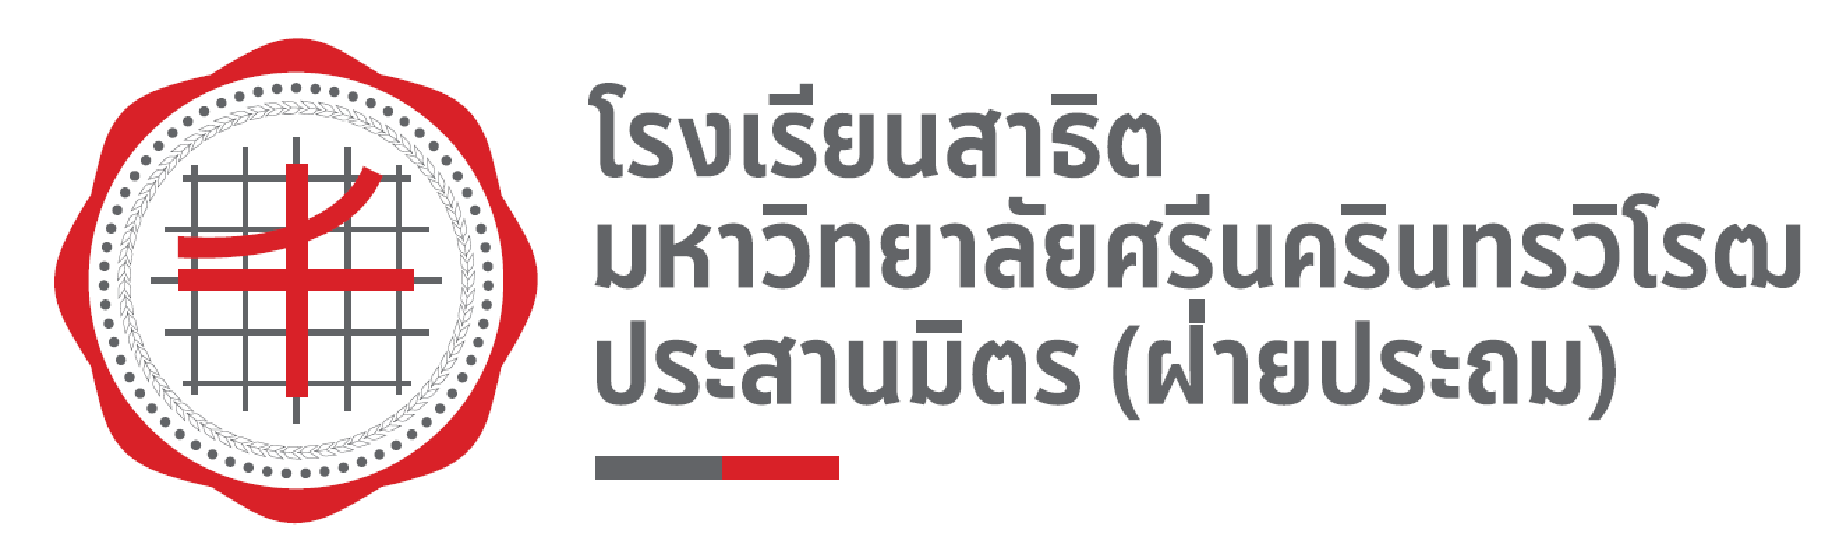 โรงเรียนสาธิต
มหาวิทยาลัยศรีนครินทรวิโรฒ
ประสานมิตร (ฝ่ายประถม)